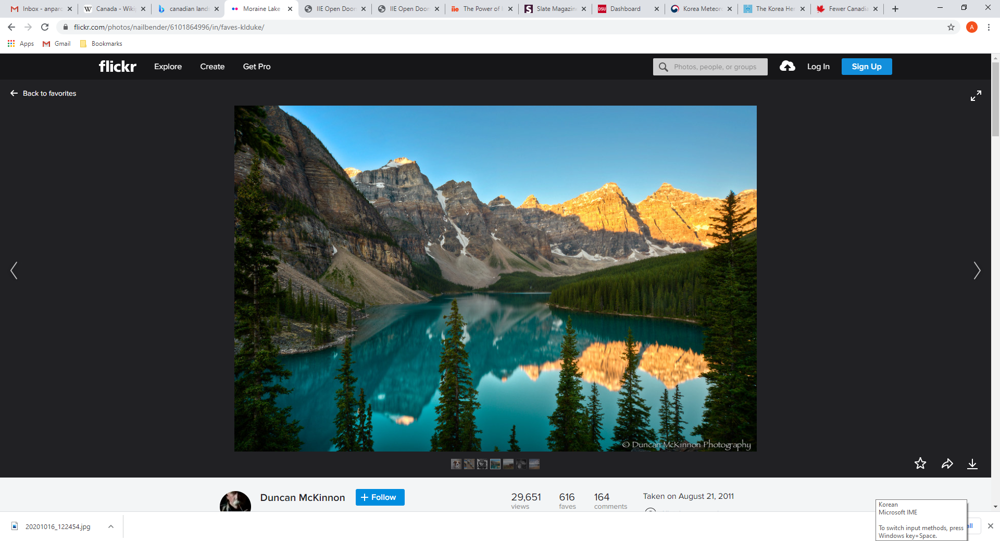 Inbox - anparc
Canada - Wiki
canadian lands
Moraine Lake
IIE Open Door
IIE Open Door
The Power of
Slate Magazin
Dashboard
Korea Meteoro
The Korea Her
Fewer Canadia
flickr.com/photos/nailbender/6101864996/in/faves-klduke/
A
Apps
Gmail
Bookmarks
flickr
Explore
Create
Get Pro
Photos, people, or groups
Log In
Sign Up
Back to favorites
© Duncan McKinnon Photography
Duncan McKinnon
+ Follow
29,651
views
616
faves
164
comments
Taken on August 21, 2011
20201016_122454.jpg
Korean
Microsoft IME
To switch input methods, press
Windows key+Space.
all